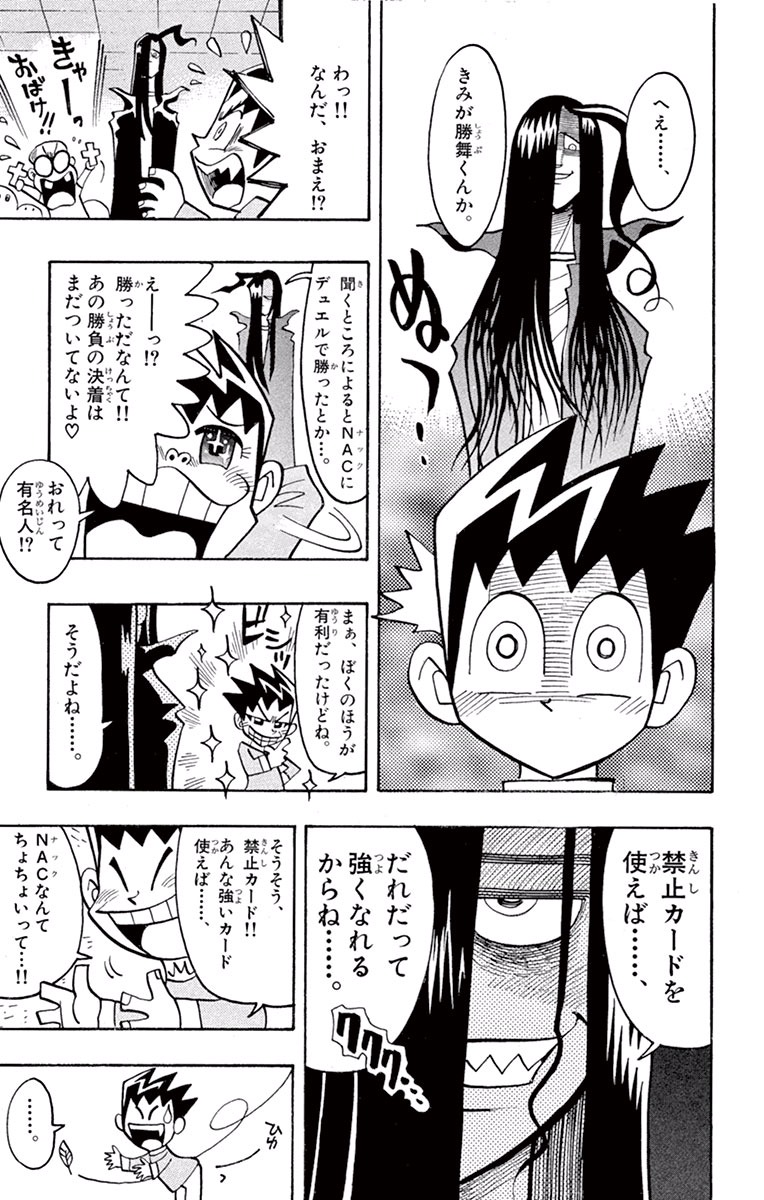 へえ……、
きみが勝舞くんか。
ぬ〜っ
わっ!!
なんだ、おまえ!?
きゃーーっ
おばけ!!
聞くところによるとNACに
デュエルで勝ったとか…。
えーーっ!?
勝っただなんて!!
あの勝負の決着は
まだついてないよ♡
おれって
有名人!?
まぁ、ぼくのほうが
有利だったけどね。
ビシッ
そうだよね……。
禁止カードを
使えば……、
だれだって
強くなれる
からね……。
ククク…
そうそう、
禁止カード!!
あんな強いカード
使えば……、
NACなんて
ちょちょいって…!!
ひゅ
……。